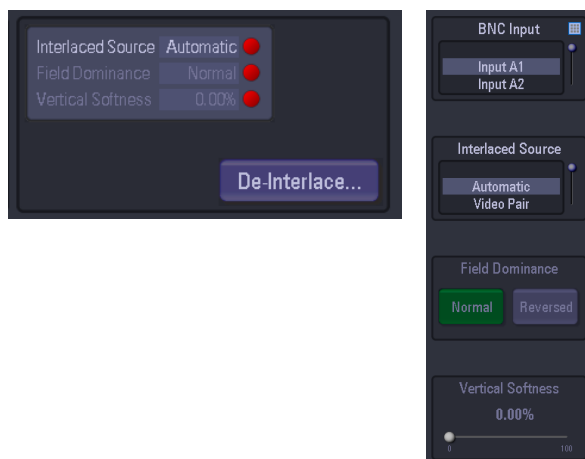 Interlaced Source Automatic
Field Dominance Normal
Vertical Softness 0.00%
De-Interlace...
BNC Input
Input A1
Input A2
Interlaced Source
Automatic
Video Pair
Field Dominance
Normal Reversed
Vertical Softness
0.00%
0 100